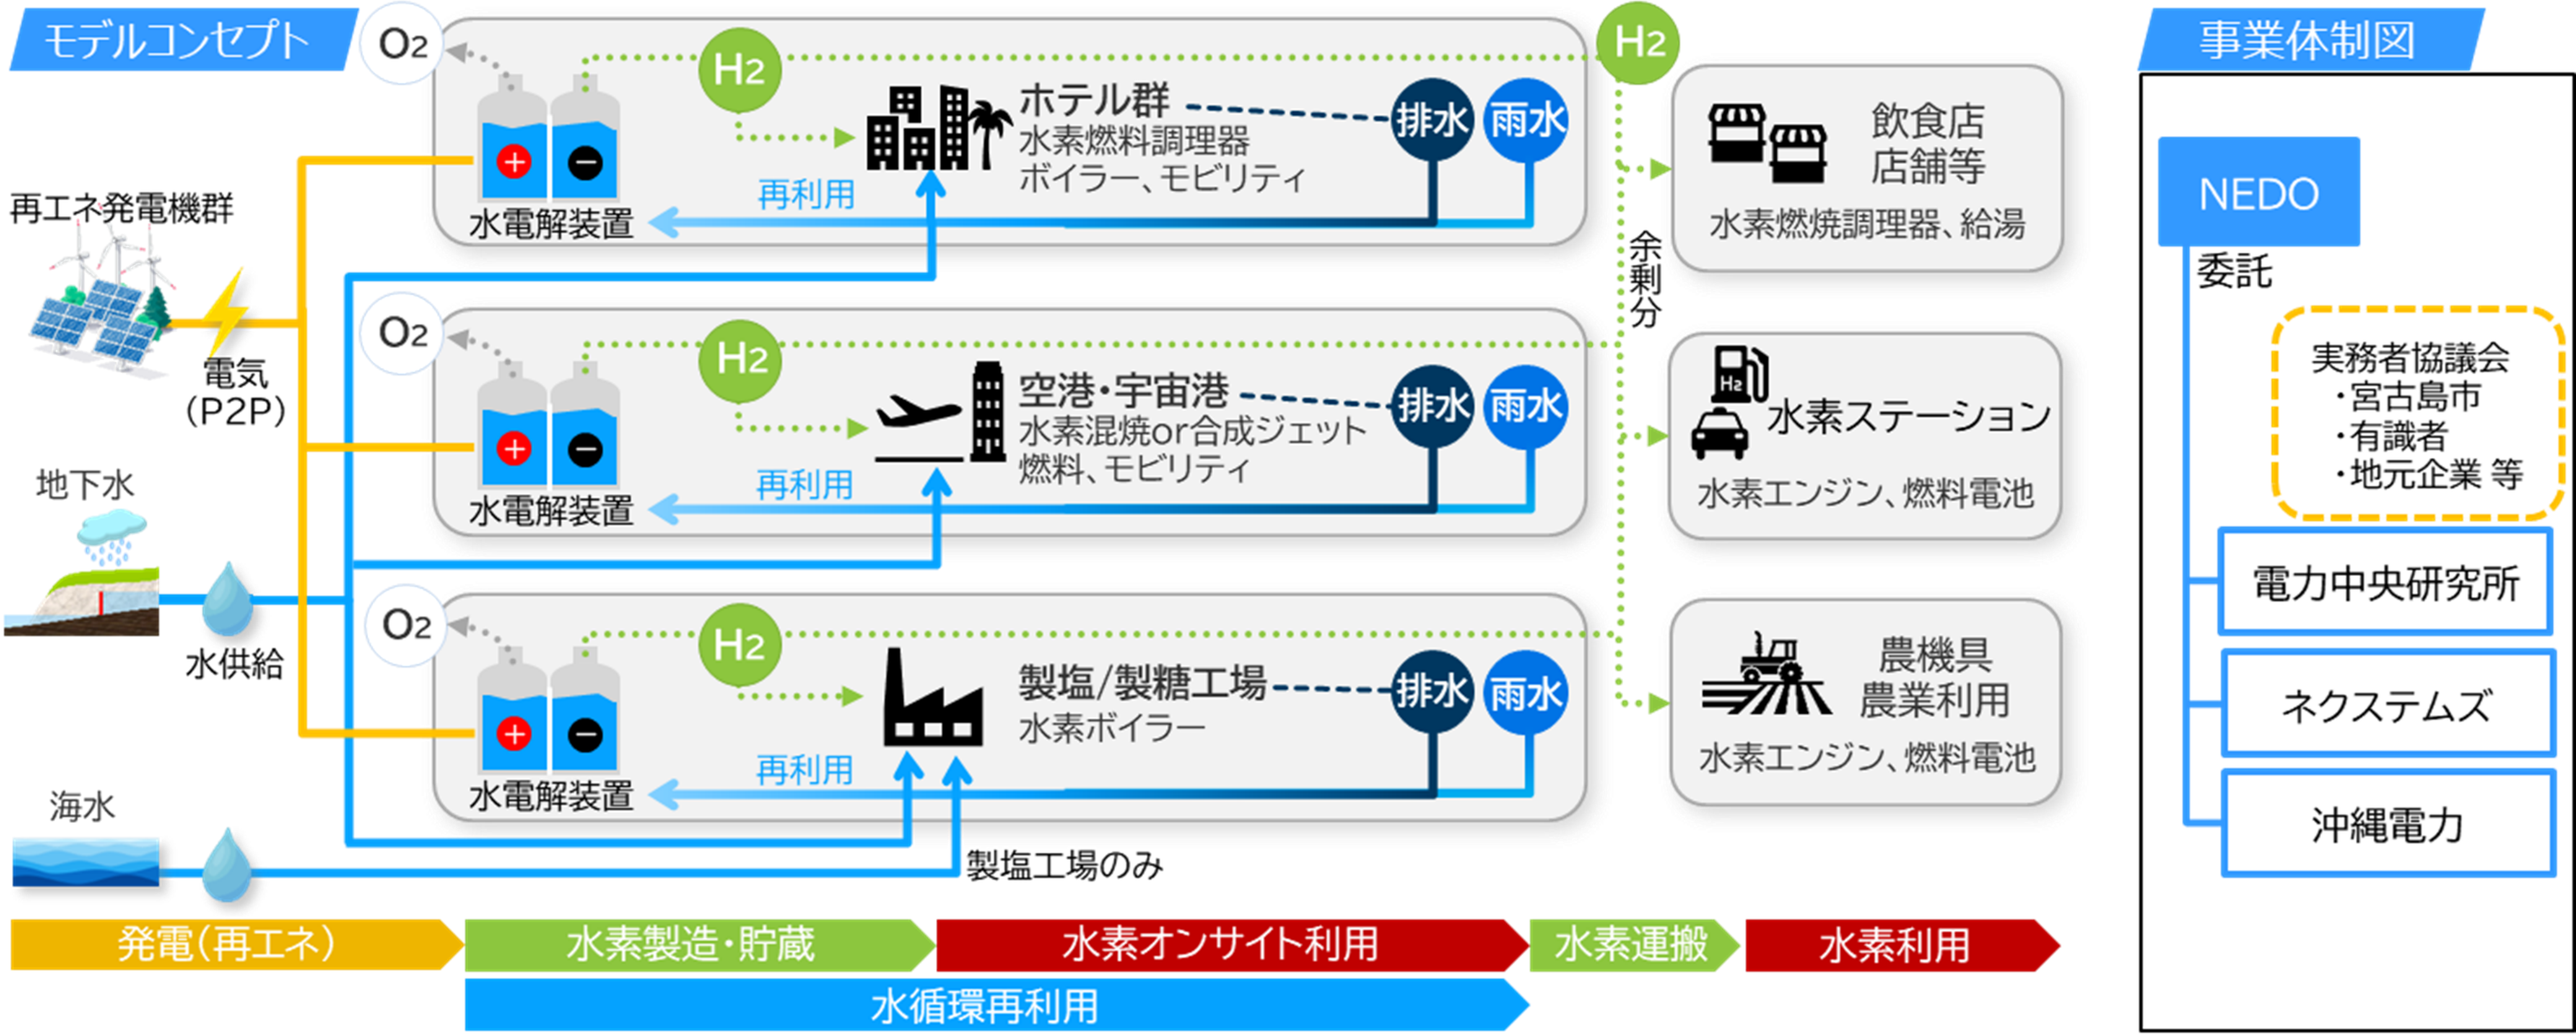 モデルコンセプト
再エネ発電機群
電気
(P2P)
地下水
水供給
海水
O2
H2
水電解装置
ホテル群
水素燃料調理器
ボイラー、モビリティ
排水
雨水
再利用
O2
H2
水電解装置
空港・宇宙港
水素混焼or合成ジェット
燃料、モビリティ
排水
雨水
再利用
O2
H2
水電解装置
製塩/製糖工場
水素ボイラー
排水
雨水
再利用
製塩工場のみ
H2
余剰分
飲食店
店舗等
水素燃焼調理器、給湯
H2
水素ステーション
水素エンジン、燃料電池
農機具
農業利用
水素エンジン、燃料電池
発電(再エネ)
水素製造・貯蔵
水素オンサイト利用
水素運搬
水素利用
水循環再利用
事業体制図
NEDO
委託
実務者協議会
・宮古島市
・有識者
・地元企業 等
電力中央研究所
ネクステムズ
沖縄電力